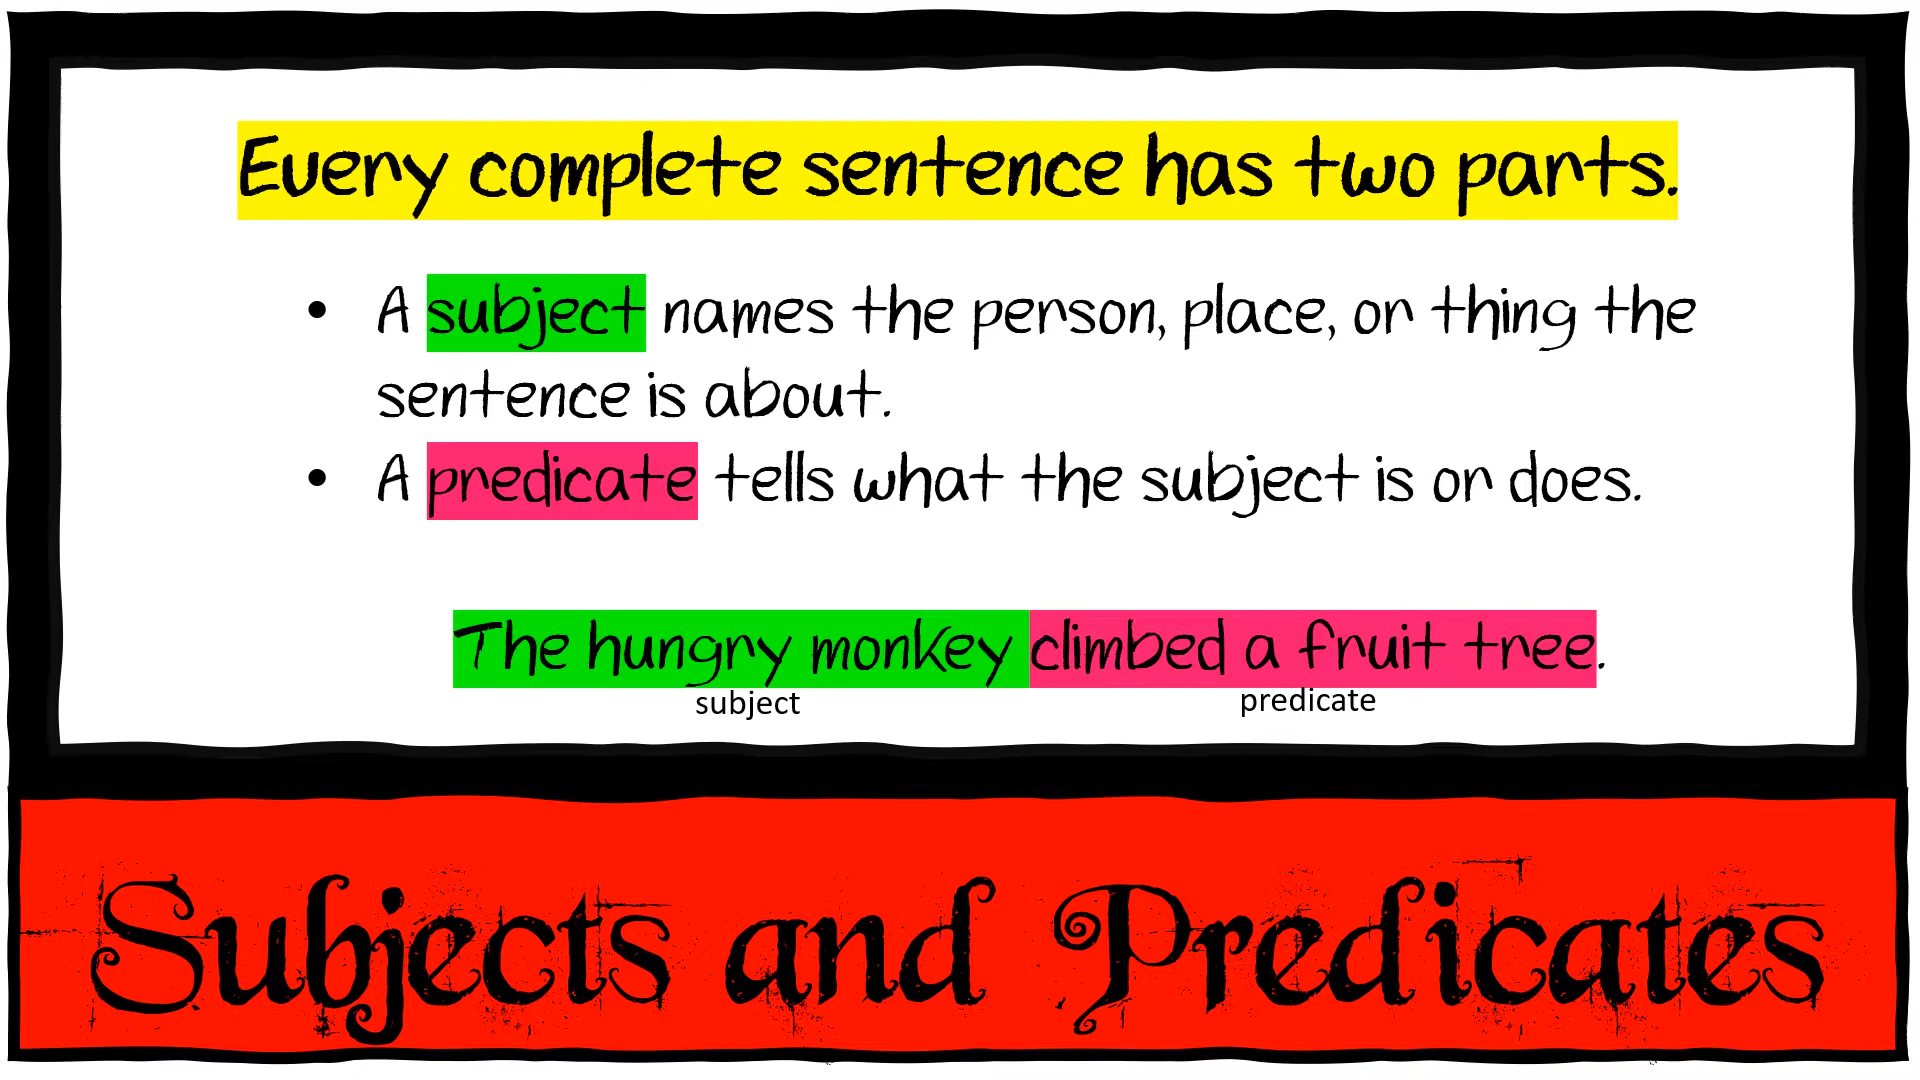 Every complete sentence has two parts.
• A subject names the person, place, or thing the
sentence is about.
• A predicate tells what the subject is or does.
The hungry monkey climbed a fruit tree.
subject predicate
Subjects and Predicates